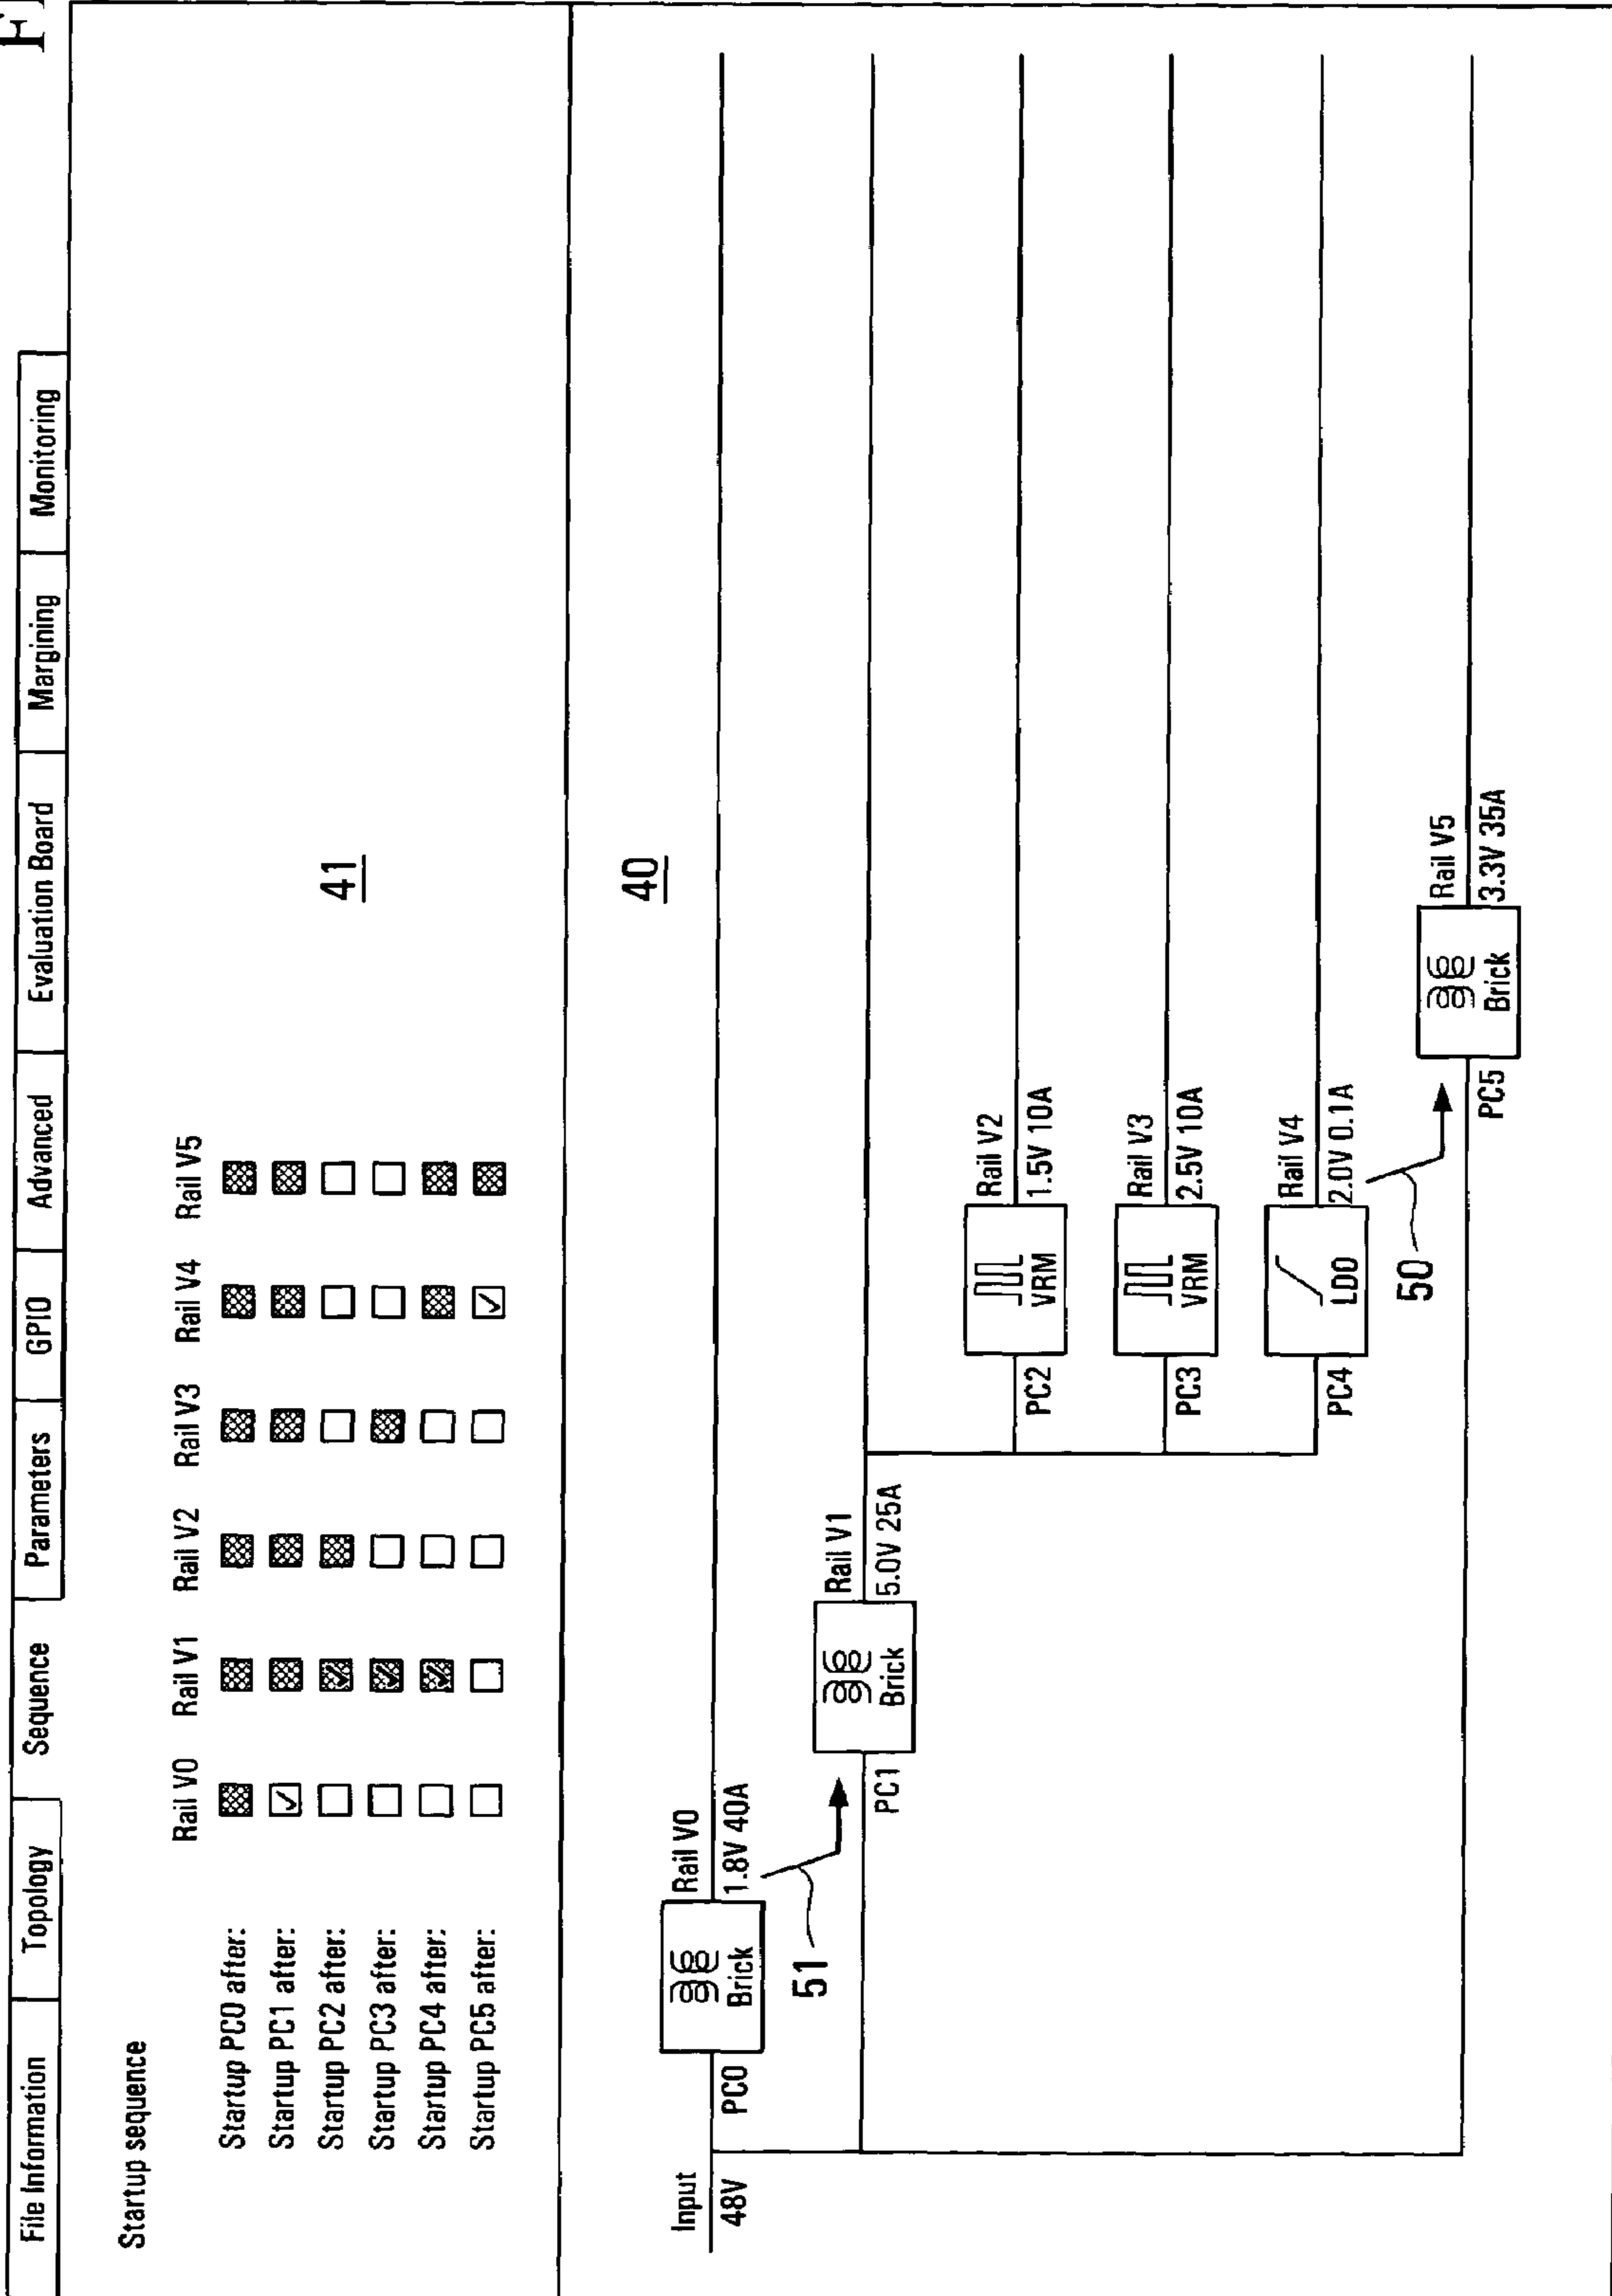 F
File Information
Topology
Sequence
Parameters
GPIO
Advanced
Evaluation Board
Margining
Monitoring
Startup sequence
Rail V0
Rail V1
Rail V2
Rail V3
Rail V4
Rail V5
Startup PC0 after:
Startup PC1 after:
Startup PC2 after:
Startup PC3 after:
Startup PC4 after:
Startup PC5 after:
41
40
Input
48V
PC0
Brick
Rail V0
1.8V 40A
51
PC1
Brick
Rail V1
5.0V 25A
PC2
VRM
Rail V2
1.5V 10A
PC3
VRM
Rail V3
2.5V 10A
PC4
LDO
Rail V4
2.0V 0.1A
50
PC5
Brick
Rail V5
3.3V 35A